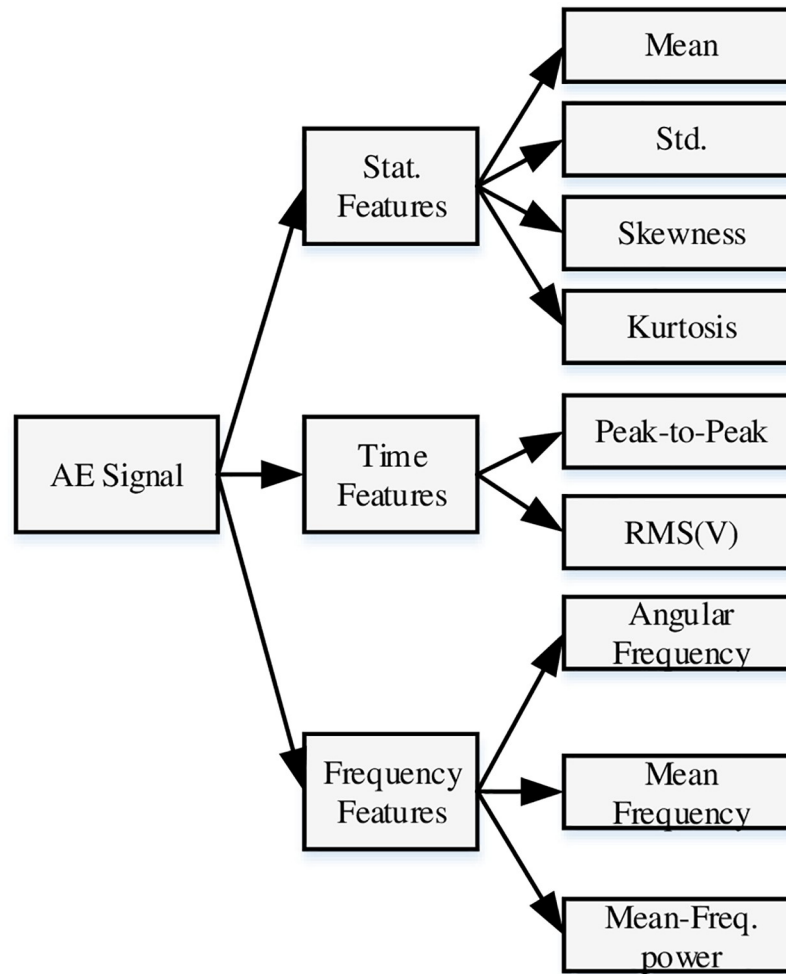 Mean
Std.
Stat.
Features
Skewness
Kurtosis
Peak-to-Peak
AE Signal
Time
Features
RMS(V)
Angular
Frequency
Frequency
Features
Mean
Frequency
Mean-Freq.
power